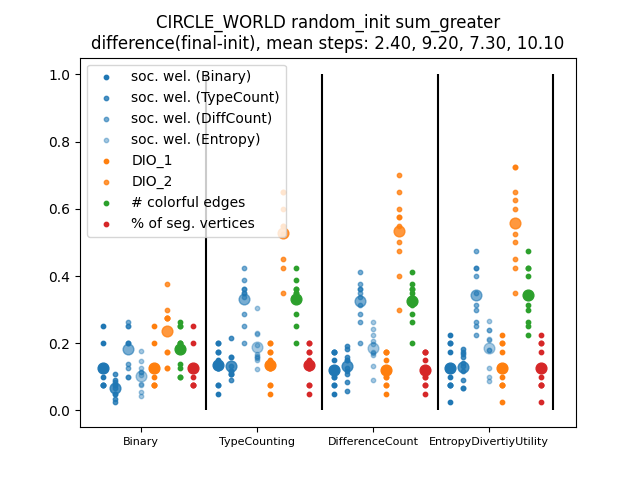 CIRCLE_WORLD random_init sum_greater
difference(final-init), mean steps: 2.40, 9.20, 7.30, 10.10
1.0
0.8
0.6
0.4
0.2
0.0
soc. wel. (Binary)
soc. wel. (TypeCount)
soc. wel. (DiffCount)
soc. wel. (Entropy)
DIO_1
DIO_2
# colorful edges
% of seg. vertices
Binary
TypeCounting
DifferenceCount
EntropyDivertiyUtility